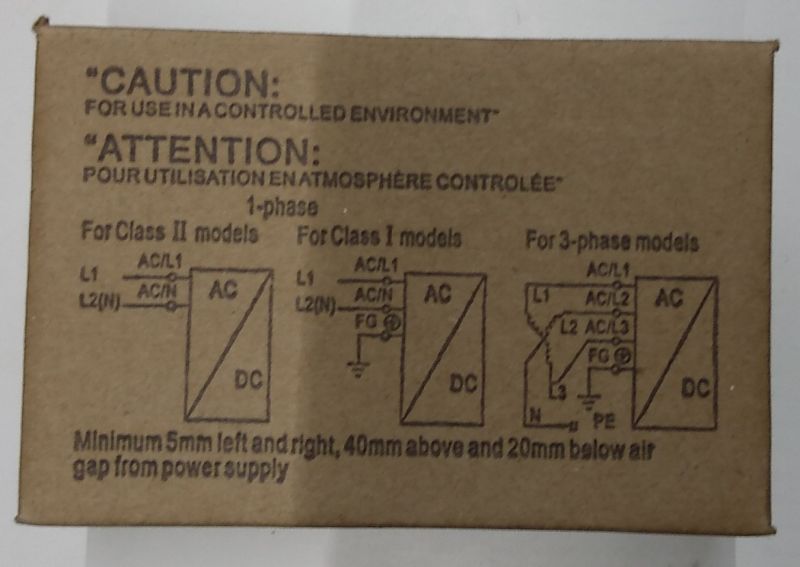 "CAUTION:
FOR USE IN A CONTROLLED ENVIRONMENT"
"ATTENTION:
POUR UTILISATION EN ATMOSPHÈRE CONTROLÉE"
1-phase
For Class II models For Class I models For 3-phase models
L1 AC/L1
L2(N) AC/N
AC
DC
L1 AC/L1
L2(N) AC/N
FG
AC
DC
AC/L1
L1 AC/L2
L2 AC/L3
FG
L3
N PE
AC
DC
Minimum 5mm left and right, 40mm above and 20mm below air
gap from power supply